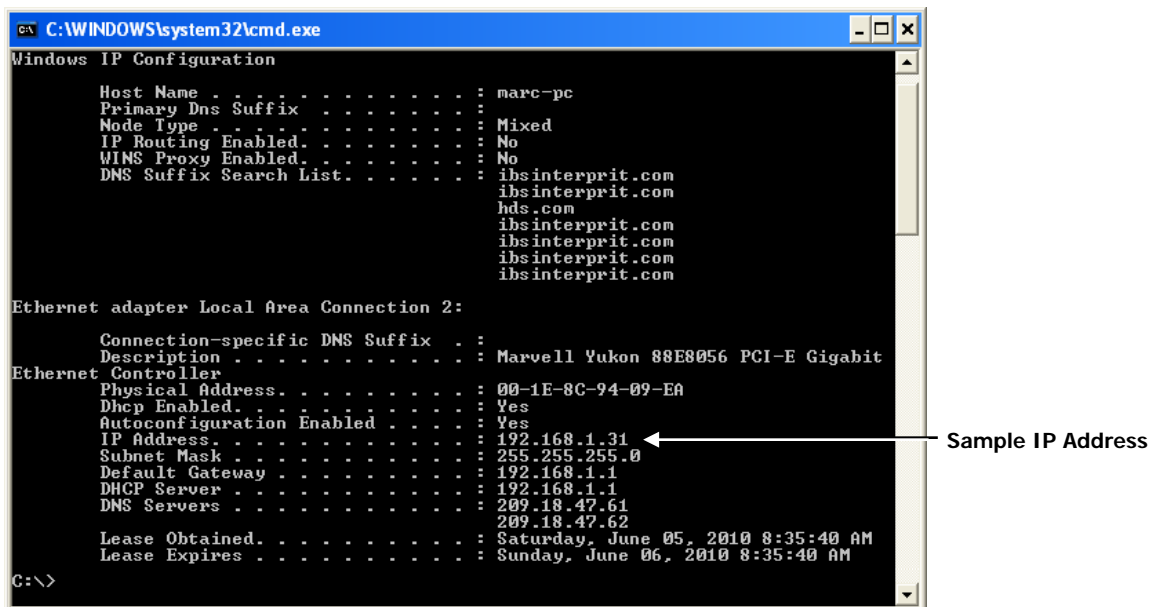 C:\WINDOWS\system32\cmd.exe
Windows IP Configuration
Host Name . . . . . . . . . . . . : marc-pc
Primary Dns Suffix  . . . . . . . :
Node Type . . . . . . . . . . . . : Mixed
IP Routing Enabled. . . . . . . . : No
WINS Proxy Enabled. . . . . . . . : No
DNS Suffix Search List. . . . . . : ibsinterprit.com
ibsinterprit.com
hds.com
ibsinterprit.com
ibsinterprit.com
ibsinterprit.com
ibsinterprit.com
Ethernet adapter Local Area Connection 2:
Connection-specific DNS Suffix  . :
Description . . . . . . . . . . . : Marvell Yukon 88E8056 PCI-E Gigabit
Ethernet Controller
Physical Address. . . . . . . . . : 00-1E-8C-94-09-EA
Dhcp Enabled. . . . . . . . . . . : Yes
Autoconfiguration Enabled . . . . : Yes
IP Address. . . . . . . . . . . . : 192.168.1.31
Sample IP Address
Subnet Mask . . . . . . . . . . . : 255.255.255.0
Default Gateway . . . . . . . . . : 192.168.1.1
DHCP Server . . . . . . . . . . . : 192.168.1.1
DNS Servers . . . . . . . . . . . : 209.18.47.61
209.18.47.62
Lease Obtained. . . . . . . . . . : Saturday, June 05, 2010 8:35:40 AM
Lease Expires . . . . . . . . . . : Sunday, June 06, 2010 8:35:40 AM
C:\>